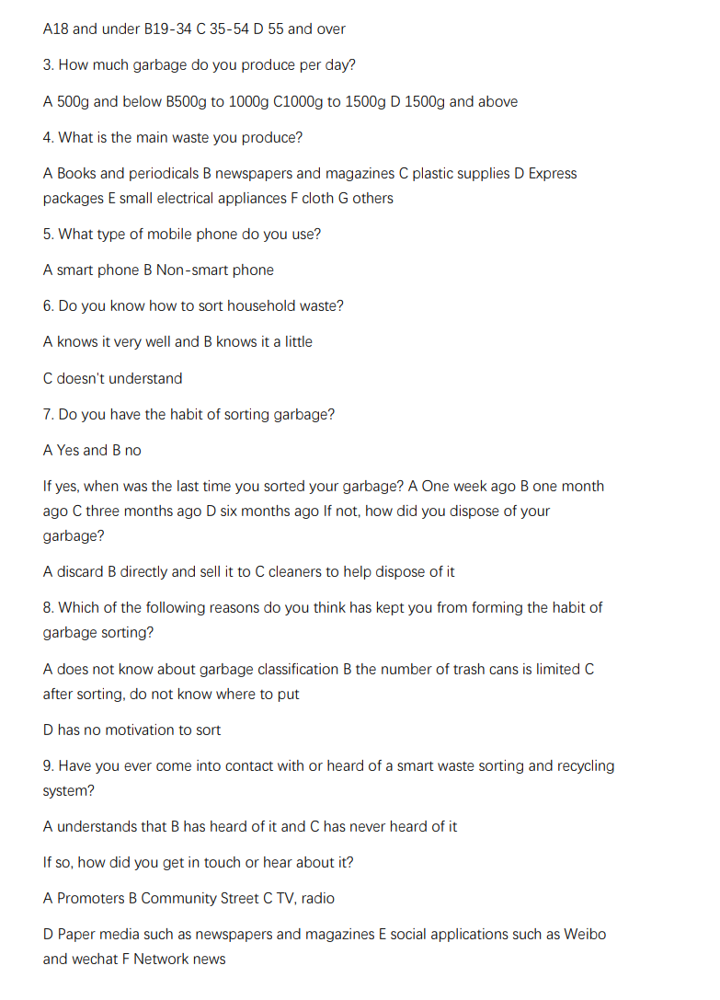 A18 and under B19-34 C 35-54 D 55 and over
3. How much garbage do you produce per day?
A 500g and below B500g to 1000g C1000g to 1500g D 1500g and above
4. What is the main waste you produce?
A Books and periodicals B newspapers and magazines C plastic supplies D Express
packages E small electrical appliances F cloth G others
5. What type of mobile phone do you use?
A smart phone B Non-smart phone
6. Do you know how to sort household waste?
A knows it very well and B knows it a little
C doesn't understand
7. Do you have the habit of sorting garbage?
A Yes and B no
If yes, when was the last time you sorted your garbage? A One week ago B one month
ago C three months ago D six months ago If not, how did you dispose of your
garbage?
A discard B directly and sell it to C cleaners to help dispose of it
8. Which of the following reasons do you think has kept you from forming the habit of
garbage sorting?
A does not know about garbage classification B the number of trash cans is limited C
after sorting, do not know where to put
D has no motivation to sort
9. Have you ever come into contact with or heard of a smart waste sorting and recycling
system?
A understands that B has heard of it and C has never heard of it
If so, how did you get in touch or hear about it?
A Promoters B Community Street C TV, radio
D Paper media such as newspapers and magazines E social applications such as Weibo
and wechat F Network news